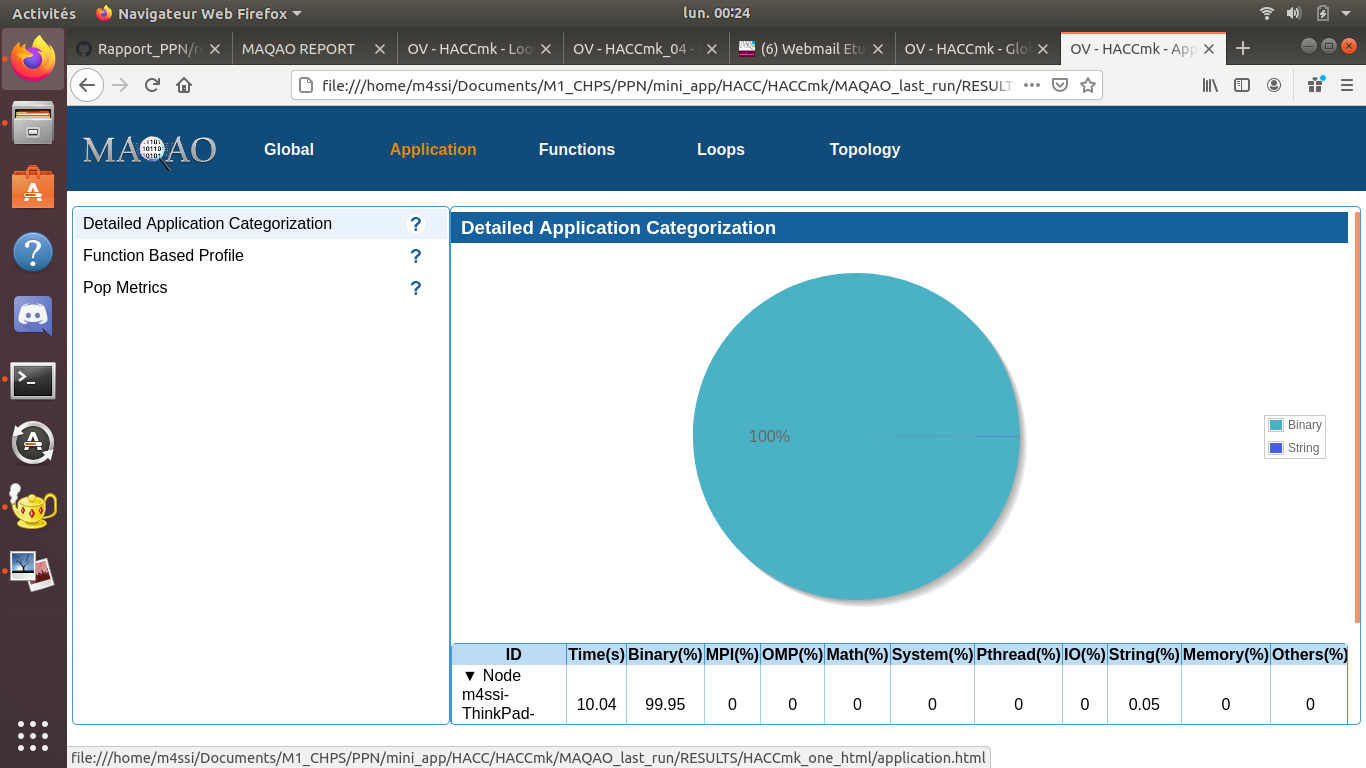 Activités Navigateur Web Firefox lun. 00:24
Rapport_PPN/r MAQAO REPORT OV - HACCmk - Loo OV - HACCmk_04 - (6) Webmail Etu OV - HACCmk - Glo OV - HACCmk - App
file:///home/m4ssi/Documents/M1_CHPS/PPN/mini_app/HACC/HACCmk/MAQAO_last_run/RESULT
MAQAO Global Application Functions Loops Topology
Detailed Application Categorization ?
Function Based Profile ?
Pop Metrics ?
Detailed Application Categorization
100%
Binary
String
ID Time(s) Binary(%) MPI(%) OMP(%) Math(%) System(%) Pthread(%) IO(%) String(%) Memory(%) Others(%)
▼ Node
m4ssi-
ThinkPad-
10.04 99.95 0 0 0 0 0 0 0.05 0 0
file:///home/m4ssi/Documents/M1_CHPS/PPN/mini_app/HACC/HACCmk/MAQAO_last_run/RESULTS/HACCmk_one_html/application.html